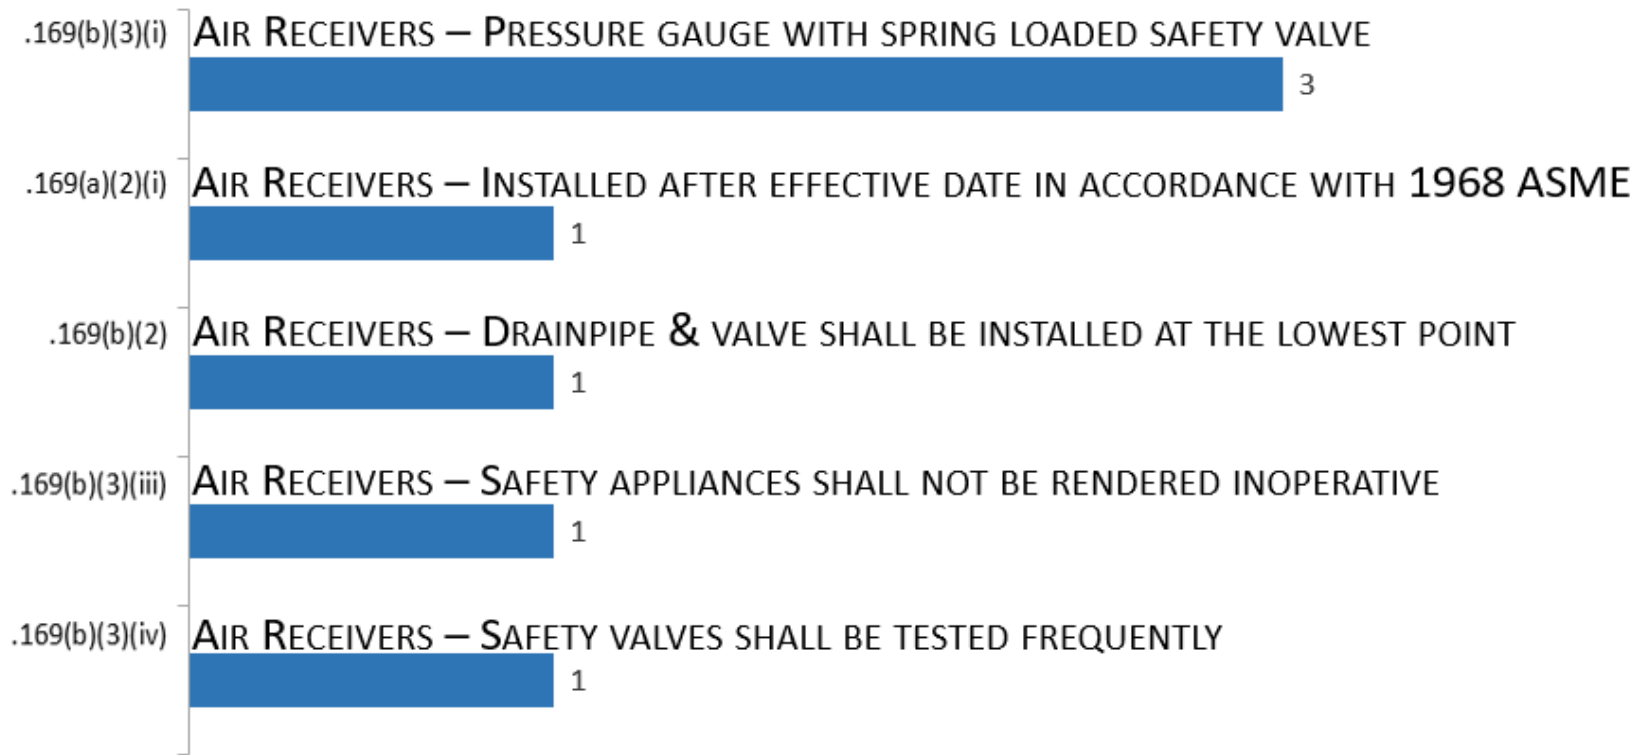 .169(b)(3)(i) AIR RECEIVERS – PRESSURE GAUGE WITH SPRING LOADED SAFETY VALVE
3
.169(a)(2)(i) AIR RECEIVERS – INSTALLED AFTER EFFECTIVE DATE IN ACCORDANCE WITH 1968 ASME
1
.169(b)(2) AIR RECEIVERS – DRAINPIPE & VALVE SHALL BE INSTALLED AT THE LOWEST POINT
1
.169(b)(3)(iii) AIR RECEIVERS – SAFETY APPLIANCES SHALL NOT BE RENDERED INOPERATIVE
1
.169(b)(3)(iv) AIR RECEIVERS – SAFETY VALVES SHALL BE TESTED FREQUENTLY
1